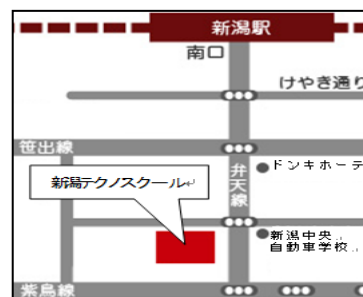 新潟駅
南口
けやき通り
笹出線
ドンキホーテ
弁天線
新潟テクノスクール
新潟中央
自動車学校
紫鳥線